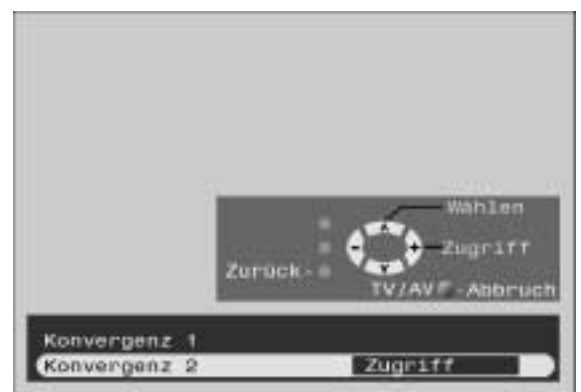 Wählen
Zugriff
Zurück
TV/AV - Abbruch
Konvergenz 1
Konvergenz 2 Zugriff